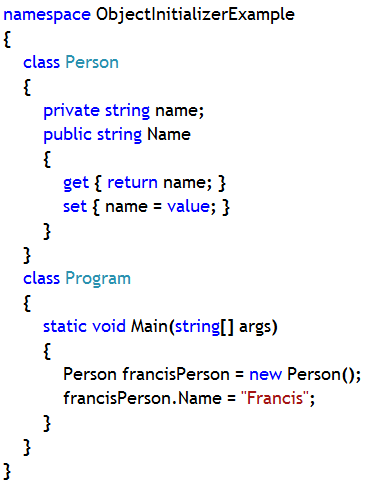 namespace ObjectInitializerExample
{
class Person
{
private string name;
public string Name
{
get { return name; }
set { name = value; }
}
}
class Program
{
static void Main(string[] args)
{
Person francisPerson = new Person();
francisPerson.Name = "Francis";
}
}
}